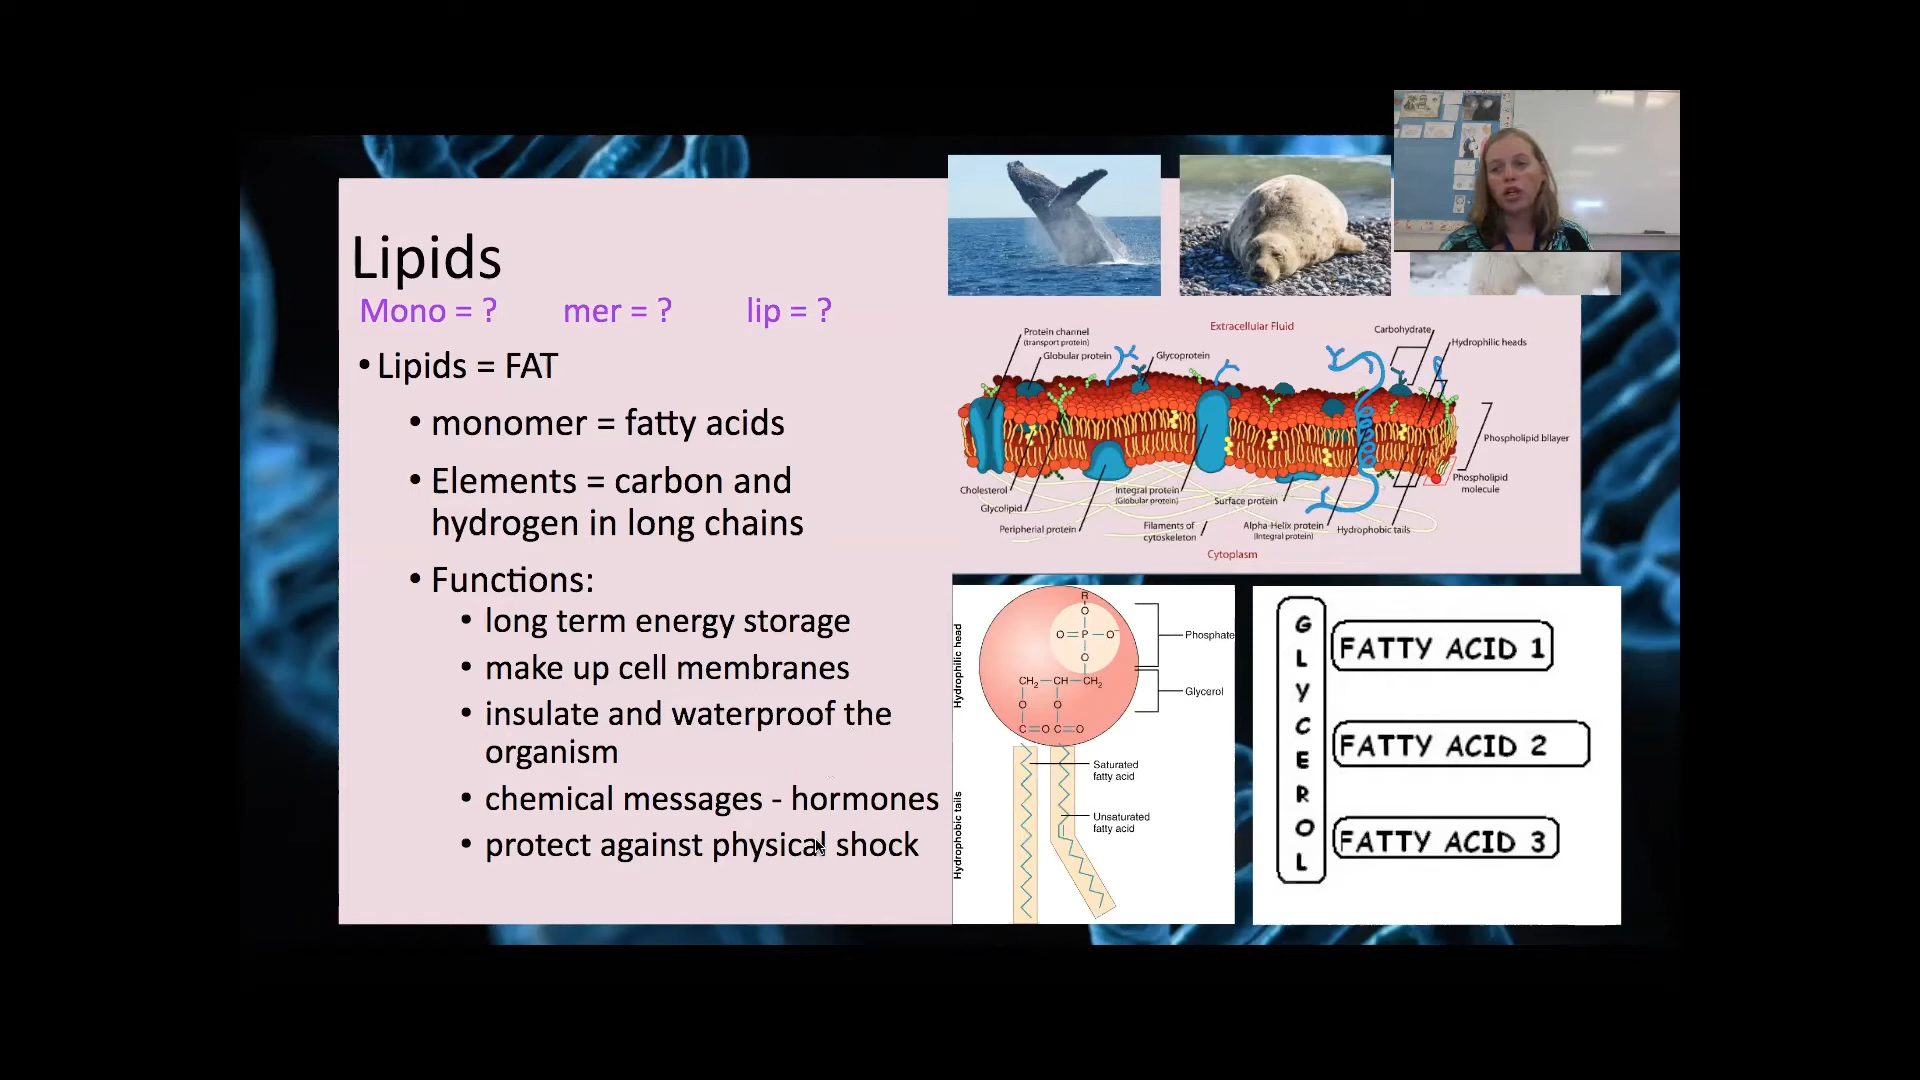 Lipids
Mono = ? mer = ? lip = ?
• Lipids = FAT
• monomer = fatty acids
• Elements = carbon and
hydrogen in long chains
• Functions:
• long term energy storage
• make up cell membranes
• insulate and waterproof the
organism
• chemical messages - hormones
• protect against physical shock
Extracellular Fluid
Protein channel
(transport protein)
Globular protein
Glycoprotein
Carbohydrate
Hydrophilic heads
Phospholipid bilayer
Phospholipid
molecule
Cholesterol
Glycolipid
Peripherial protein
Integral protein
(Globular protein)
Filaments of
cytoskeleton
Surface protein
Alpha-Helix protein
(Integral protein)
Hydrophobic tails
Cytoplasm
Hydrophilic head
Hydrophobic tails
R
O
O=P—O⁻
O
CH₂—CH—CH₂
O O
C=O C=O
Phosphate
Glycerol
Saturated
fatty acid
Unsaturated
fatty acid
GLYCEROL
FATTY ACID 1
FATTY ACID 2
FATTY ACID 3